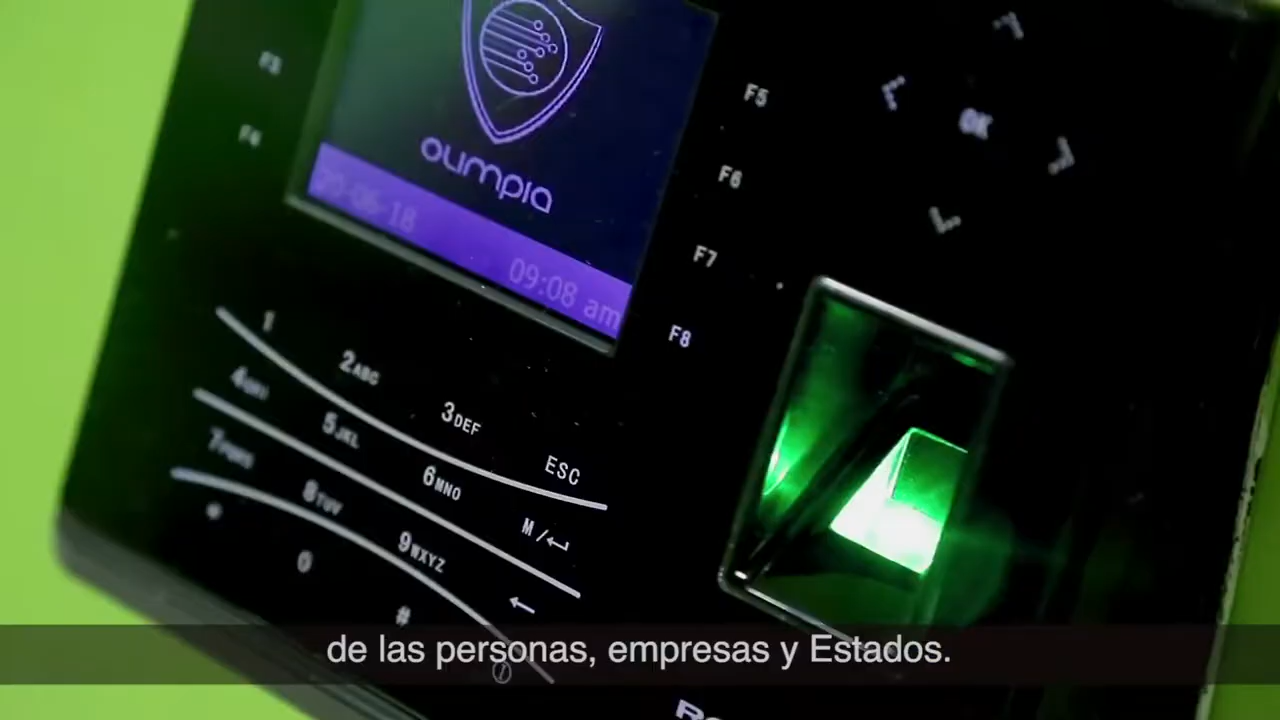 F3
F4
olimpia
09:08 am
F5
F6
F7
F8
OK
1
2ABC
3DEF
ESC
4GHI
5JKL
6MNO
M/↵
7PQRS
8TUV
9WXYZ
←
*
0
#
de las personas, empresas y Estados.